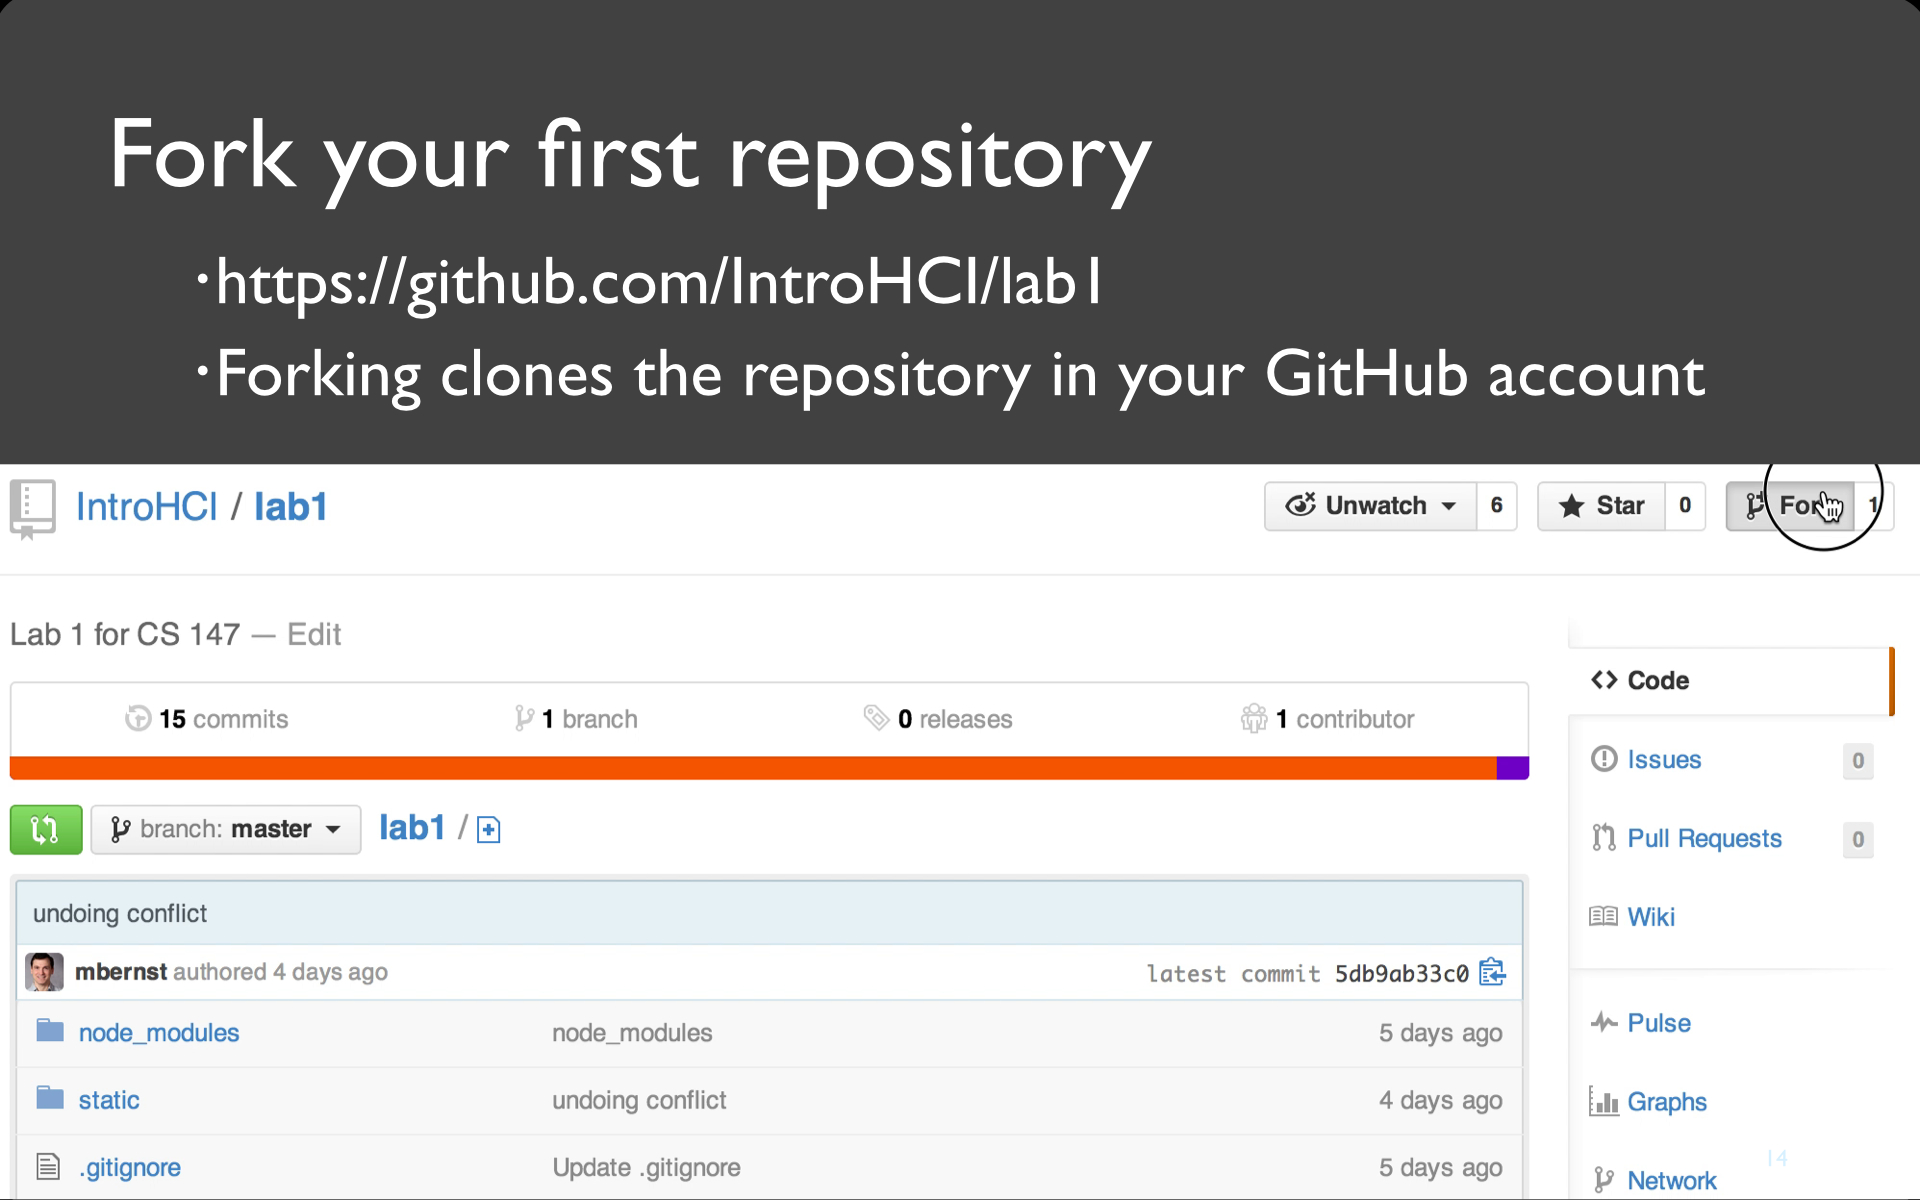 Fork your first repository
·https://github.com/IntroHCI/lab1
·Forking clones the repository in your GitHub account
IntroHCI / lab1
Unwatch 6
Star 0
1
Lab 1 for CS 147 — Edit
15 commits
1 branch
0 releases
1 contributor
branch: master
lab1 /
undoing conflict
mbernst authored 4 days ago
latest commit 5db9ab33c0
node_modules node_modules 5 days ago
static undoing conflict 4 days ago
.gitignore Update .gitignore 5 days ago
Code
Issues 0
Pull Requests 0
Wiki
Pulse
Graphs
Network
14